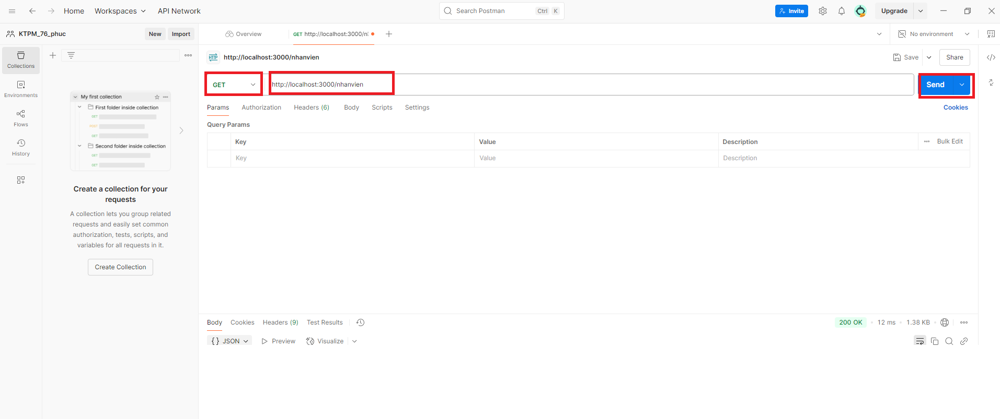 Home Workspaces API Network Search Postman Ctrl K Invite Upgrade
KTPM_76_phuc New Import Overview GET http://localhost:3000/n No environment
Collections
Environments
Flows
History
My first collection
First folder inside collection
GET
POST
GET
Second folder inside collection
GET
GET
Create a collection for your
requests
A collection lets you group related
requests and easily set common
authorization, tests, scripts, and
variables for all requests in it.
Create Collection
HTTP http://localhost:3000/nhanvien Save Share
GET http://localhost:3000/nhanvien Send
Params Authorization Headers (6) Body Scripts Settings Cookies
Query Params
Key Value Description Bulk Edit
Key Value Description
Body Cookies Headers (9) Test Results 200 OK • 12 ms • 1.38 KB •
{ } JSON Preview Visualize